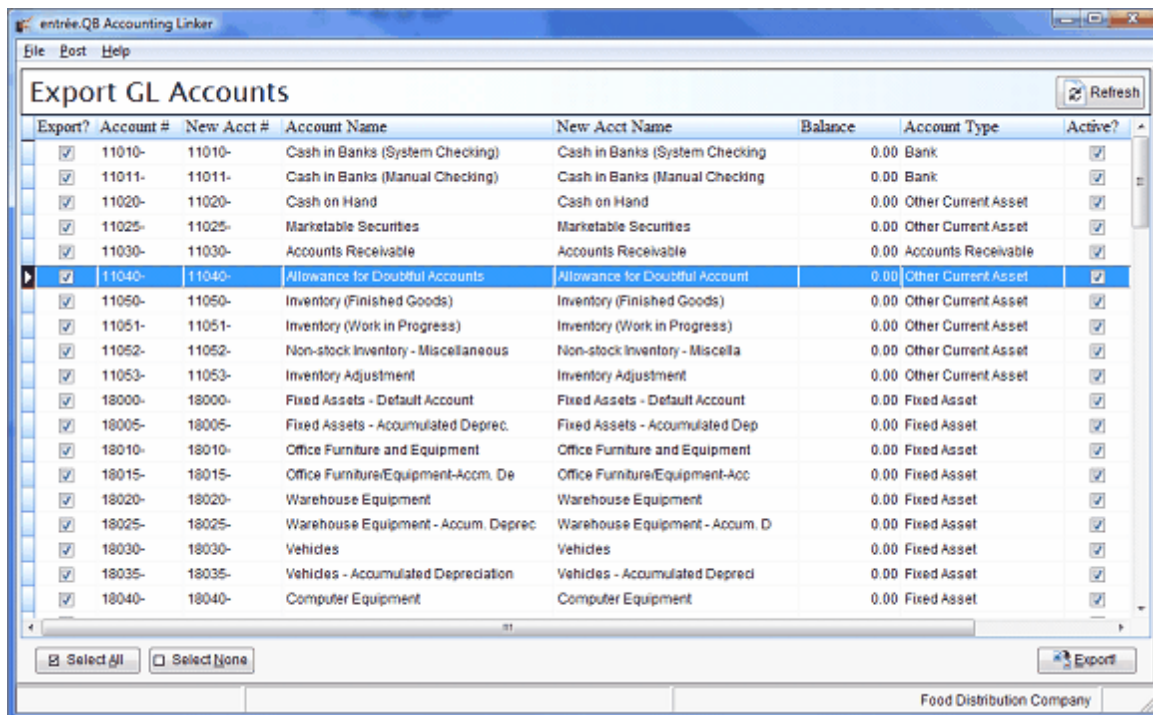 entrée.QB Accounting Linker
File Post Help
Export GL Accounts
Refresh
Export? Account # New Acct # Account Name New Acct Name Balance Account Type Active?
11010- 11010- Cash in Banks (System Checking) Cash in Banks (System Checking 0.00 Bank
11011- 11011- Cash in Banks (Manual Checking) Cash in Banks (Manual Checking 0.00 Bank
11020- 11020- Cash on Hand Cash on Hand 0.00 Other Current Asset
11025- 11025- Marketable Securities Marketable Securities 0.00 Other Current Asset
11030- 11030- Accounts Receivable Accounts Receivable 0.00 Accounts Receivable
11040- 11040- Allowance for Doubtful Accounts Allowance for Doubtful Account 0.00 Other Current Asset
11050- 11050- Inventory (Finished Goods) Inventory (Finished Goods) 0.00 Other Current Asset
11051- 11051- Inventory (Work in Progress) Inventory (Work in Progress) 0.00 Other Current Asset
11052- 11052- Non-stock Inventory - Miscellaneous Non-stock Inventory - Miscella 0.00 Other Current Asset
11053- 11053- Inventory Adjustment Inventory Adjustment 0.00 Other Current Asset
18000- 18000- Fixed Assets - Default Account Fixed Assets - Default Account 0.00 Fixed Asset
18005- 18005- Fixed Assets - Accumulated Deprec. Fixed Assets - Accumulated Dep 0.00 Fixed Asset
18010- 18010- Office Furniture and Equipment Office Furniture and Equipment 0.00 Fixed Asset
18015- 18015- Office Furniture/Equipment-Accm. De Office Furniture/Equipment-Acc 0.00 Fixed Asset
18020- 18020- Warehouse Equipment Warehouse Equipment 0.00 Fixed Asset
18025- 18025- Warehouse Equipment - Accum. Deprec Warehouse Equipment - Accum. D 0.00 Fixed Asset
18030- 18030- Vehicles Vehicles 0.00 Fixed Asset
18035- 18035- Vehicles - Accumulated Depreciation Vehicles - Accumulated Depreci 0.00 Fixed Asset
18040- 18040- Computer Equipment Computer Equipment 0.00 Fixed Asset
Select All Select None Export!
Food Distribution Company